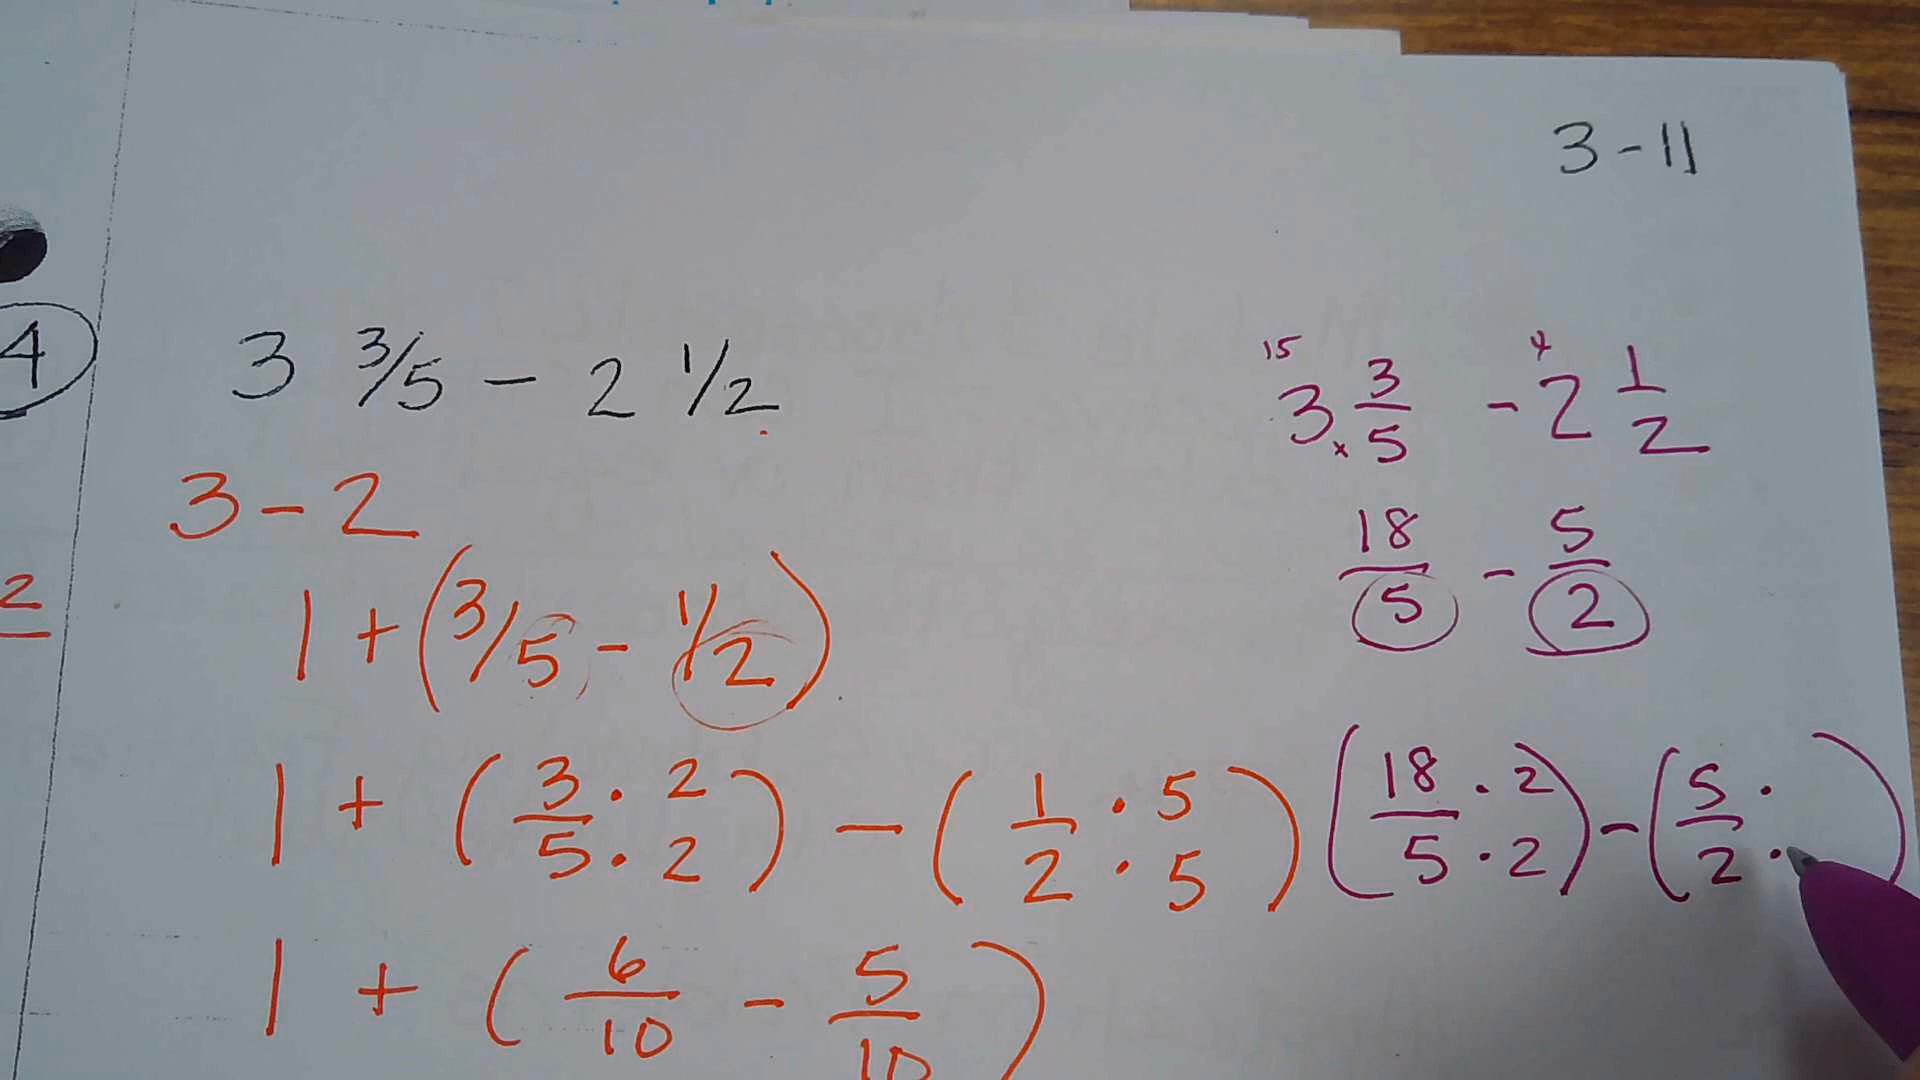 3-11
4
3 3/5 - 2 1/2
3 - 2
2
1 + (3/5 - 1/2)
1 + (3/5 · 2/2) - (1/2 · 5/5)
1 + (6/10 - 5/10)
15 4
3 x 3/5 - 2 1/2
18/5 - 5/2
(18/5 · 2/2) - (5/2 · · )